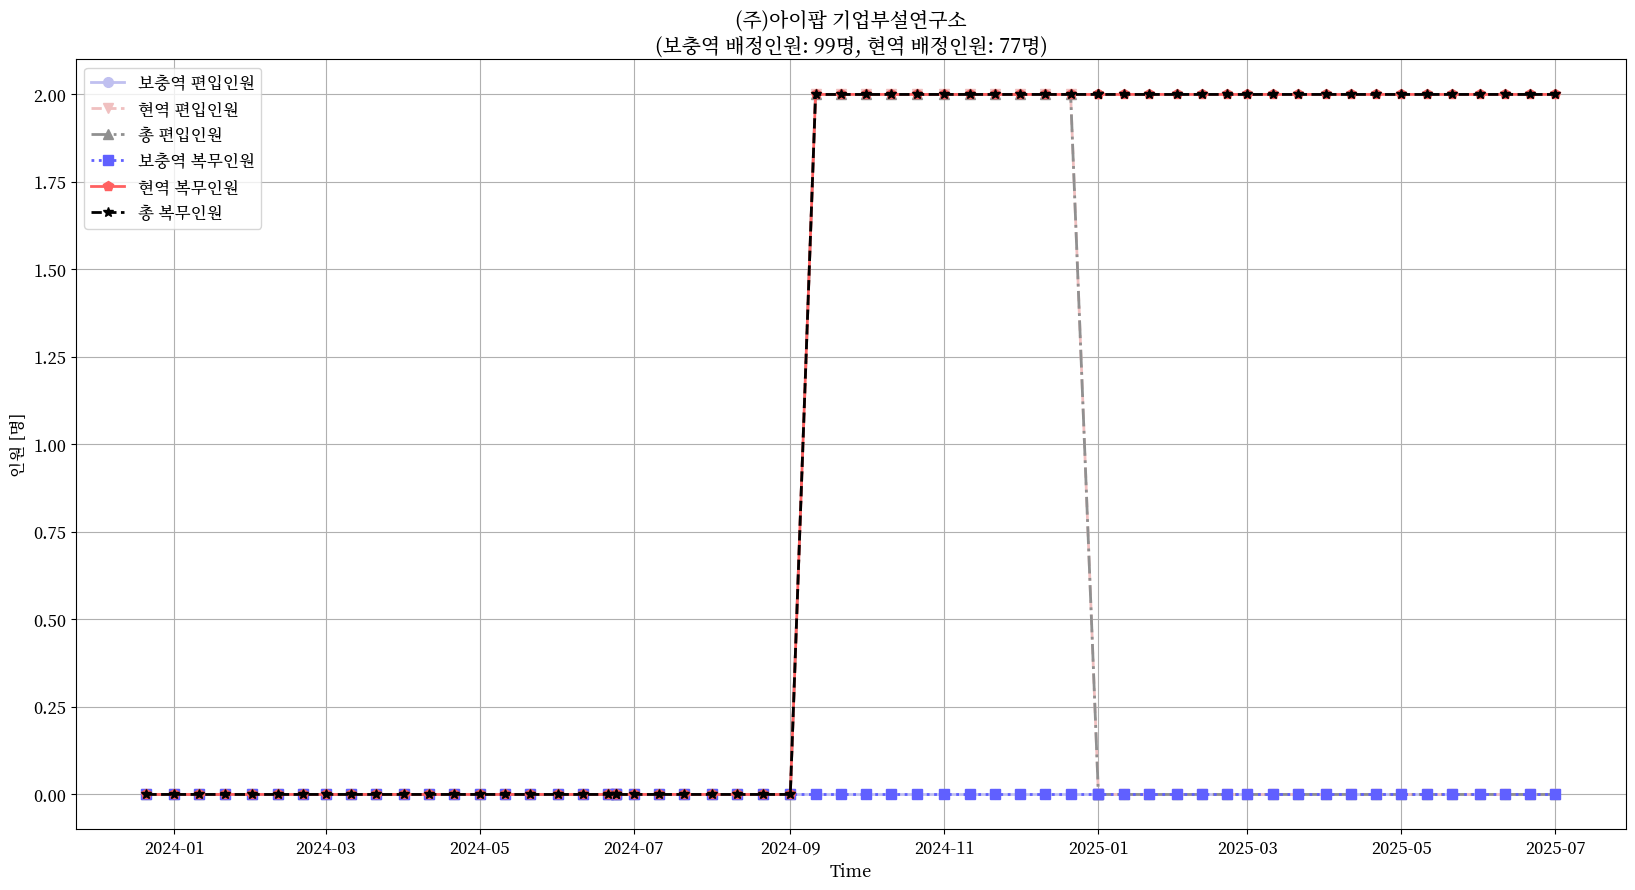 (주)아이팝 기업부설연구소
(보충역 배정인원: 99명, 현역 배정인원: 77명)
보충역 편입인원
현역 편입인원
총 편입인원
보충역 복무인원
현역 복무인원
총 복무인원
2.00
1.75
1.50
1.25
1.00
0.75
0.50
0.25
0.00
인원 [명]
2024-01 2024-03 2024-05 2024-07 2024-09 2024-11 2025-01 2025-03 2025-05 2025-07
Time